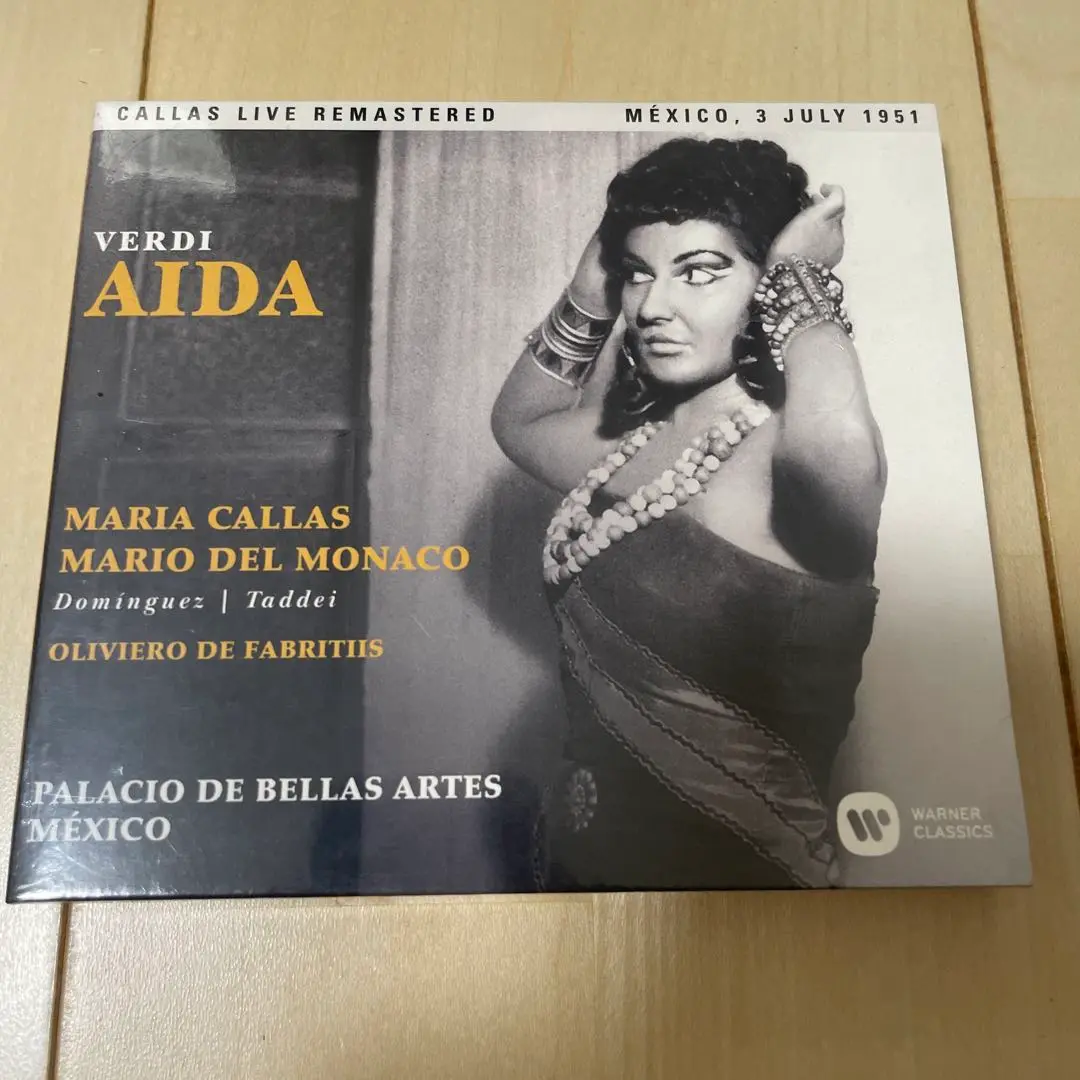 CALLAS LIVE REMASTERED
MÉXICO, 3 JULY 1951
VERDI
AIDA
MARIA CALLAS
MARIO DEL MONACO
Domínguez | Taddei
OLIVIERO DE FABRITIIS
PALACIO DE BELLAS ARTES
MÉXICO
WARNER
CLASSICS